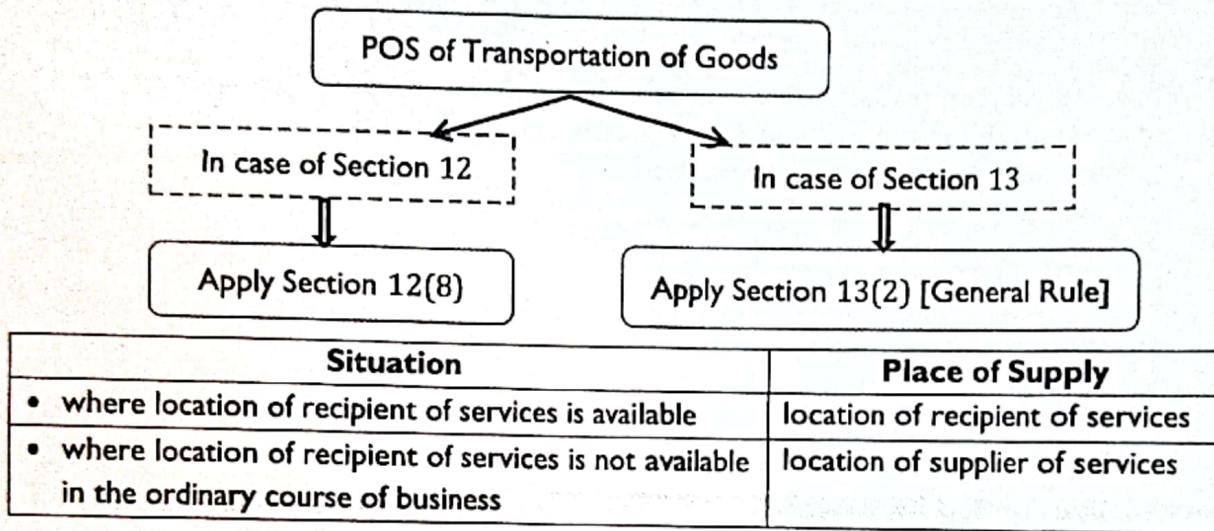 POS of Transportation of Goods
In case of Section 12
In case of Section 13
Apply Section 12(8)
Apply Section 13(2) [General Rule]
Situation
Place of Supply
• where location of recipient of services is available
location of recipient of services
• where location of recipient of services is not available
in the ordinary course of business
location of supplier of services